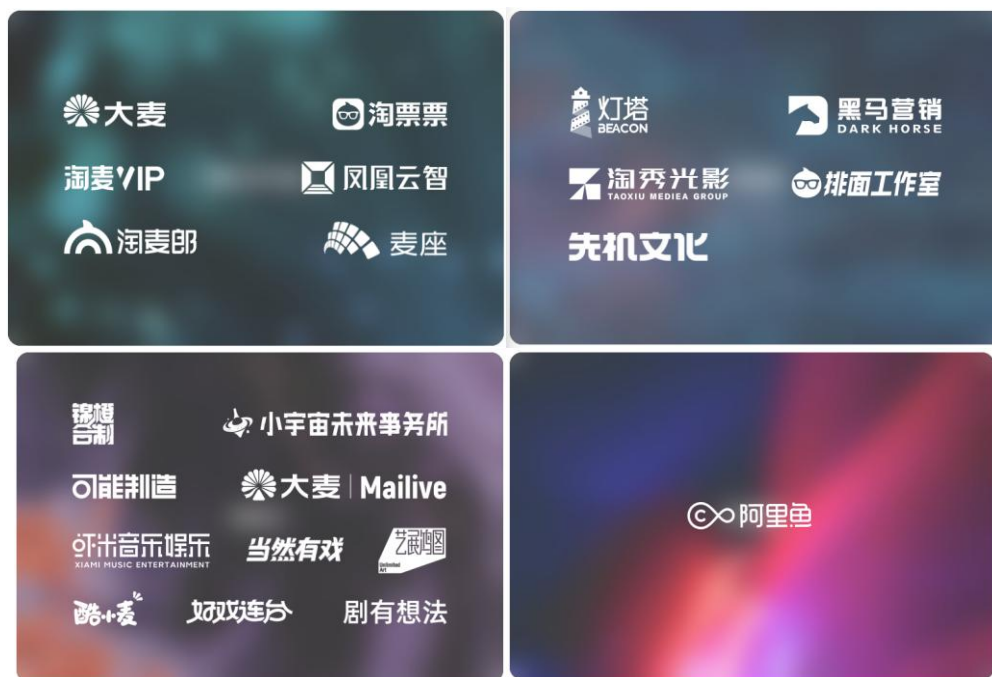 大麦
淘票票
淘麦VIP
凤凰云智
淘麦郎
麦座
灯塔
BEACON
黑马营销
DARK HORSE
淘秀光影
TAOXIU MEDIEA GROUP
排面工作室
先机文化
锦橙
合制
小宇宙未来事务所
可能制造
大麦 | Mailive
虾米音乐娱乐
XIAMI MUSIC ENTERTAINMENT
当然有戏
艺展鸿图
Unlimited
Art
酷小麦
好戏连台
剧有想法
阿里鱼